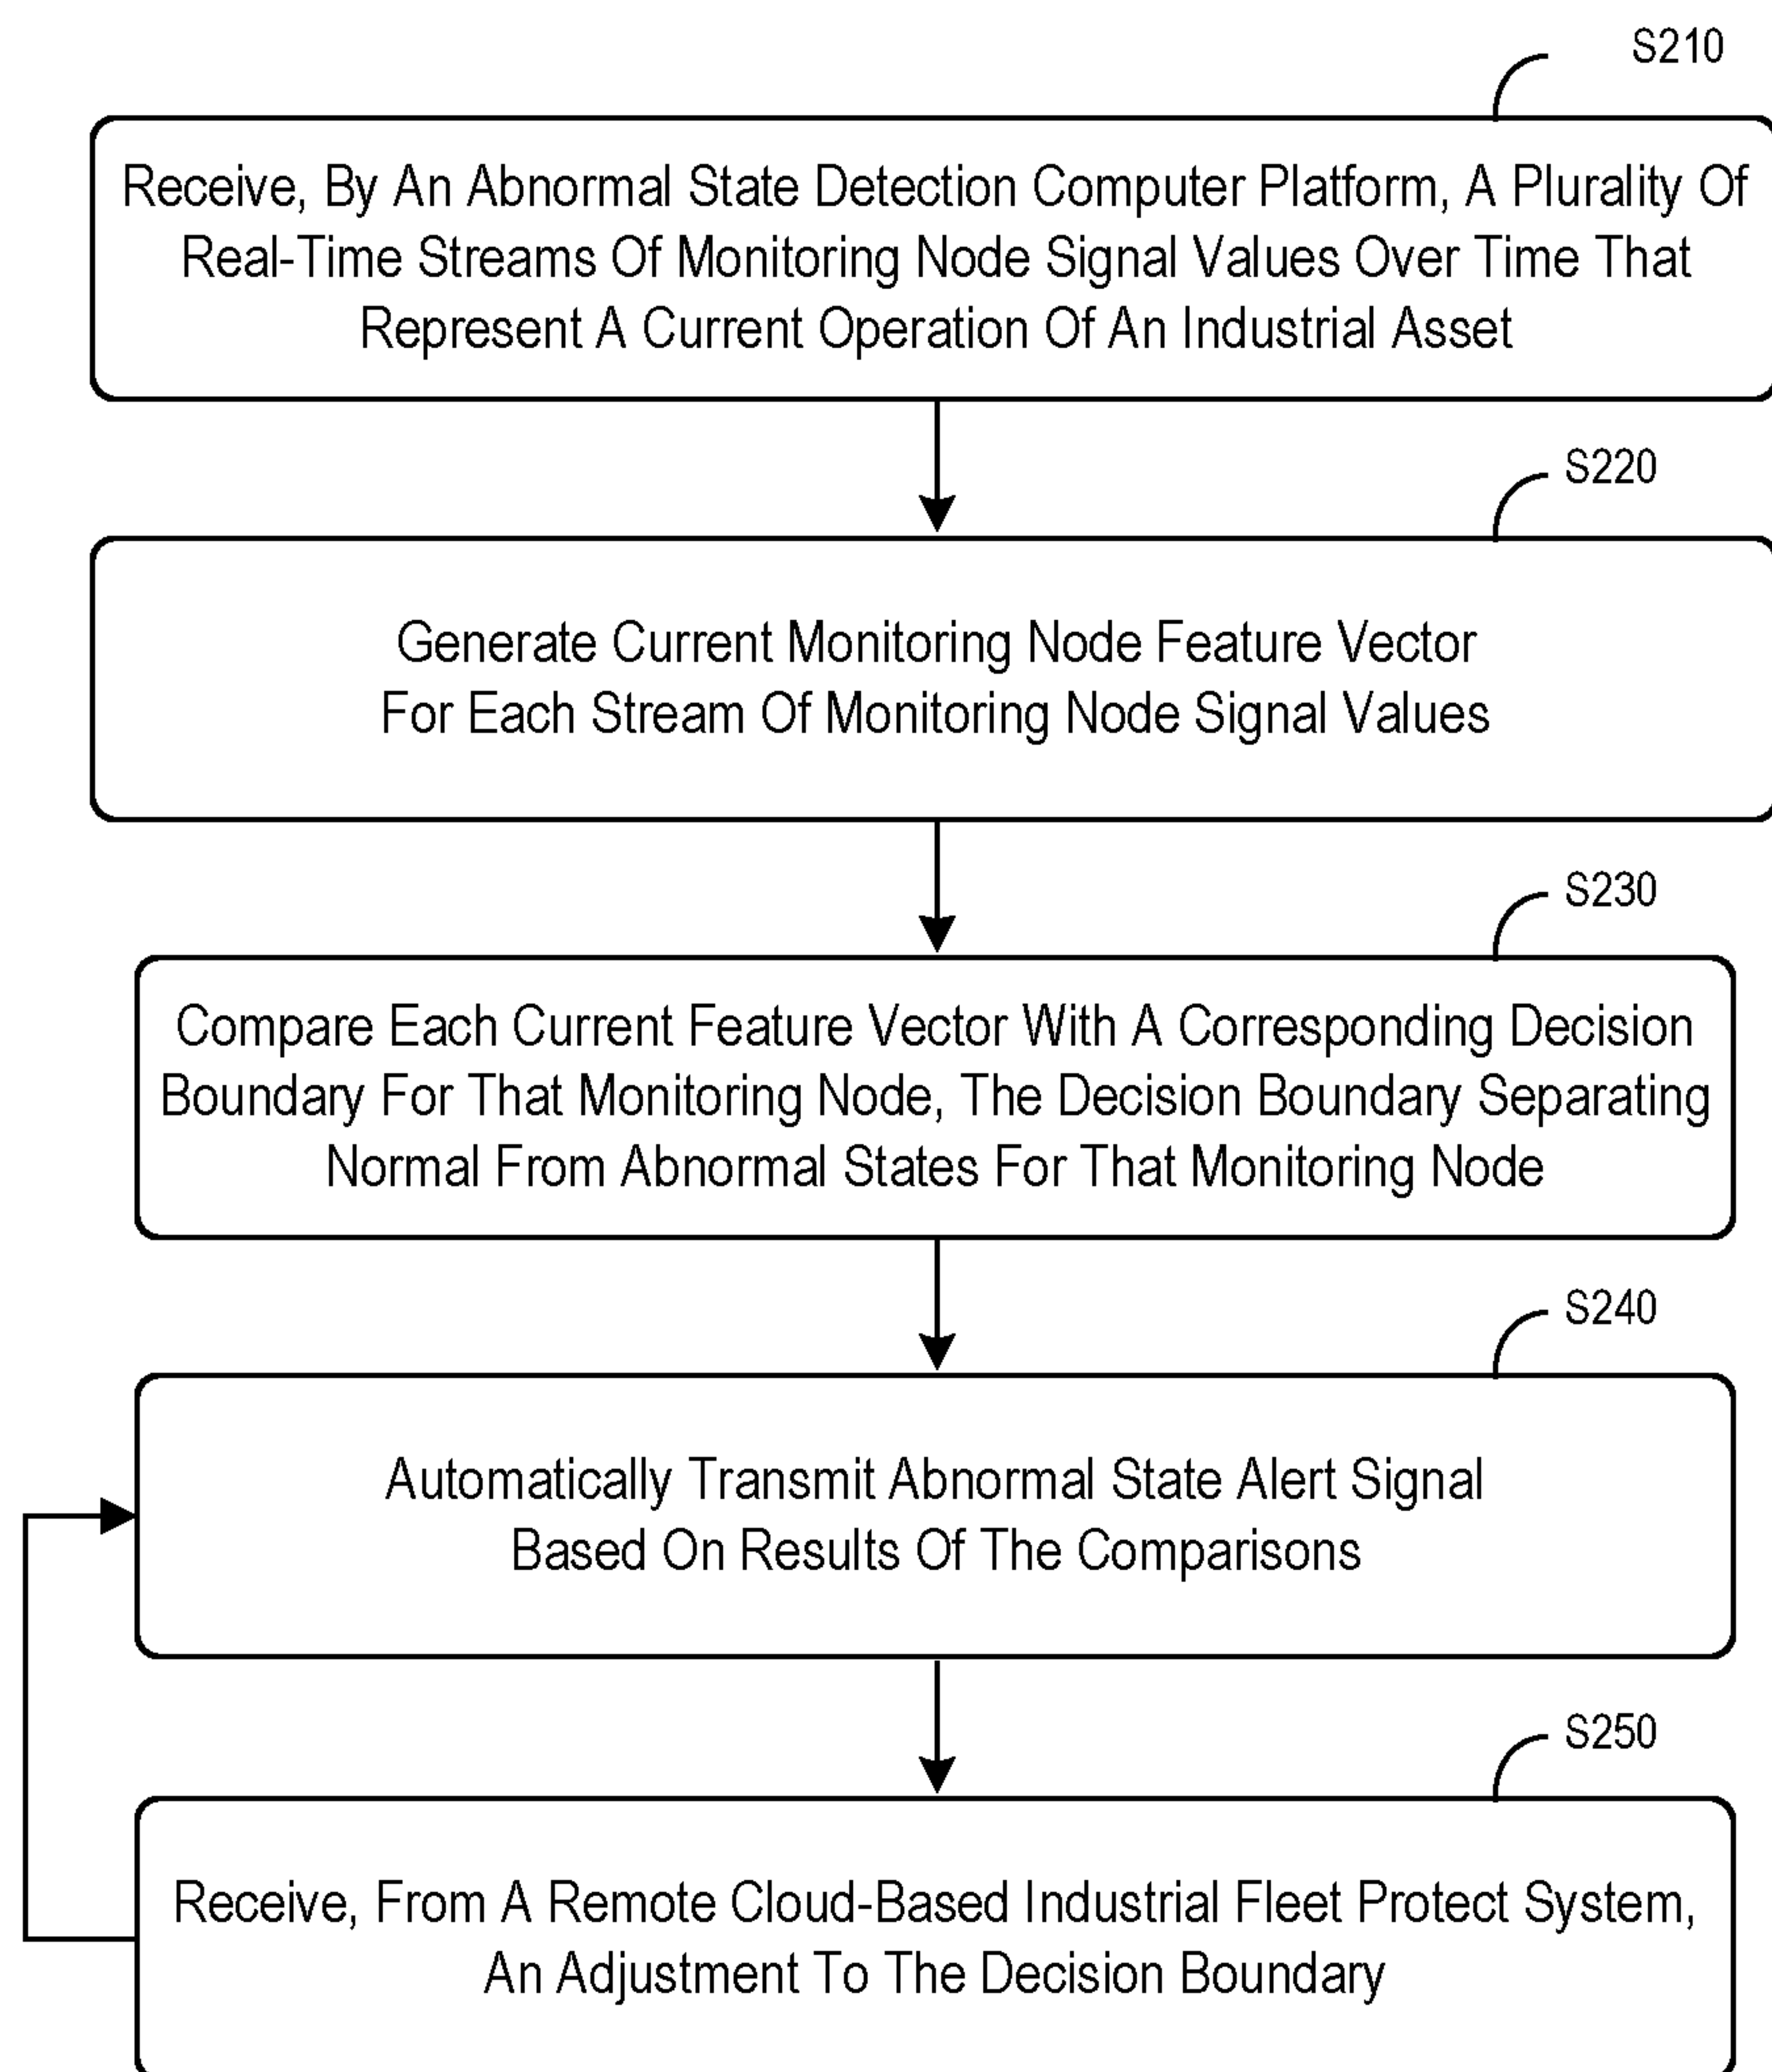 S210
Receive, By An Abnormal State Detection Computer Platform, A Plurality Of
Real-Time Streams Of Monitoring Node Signal Values Over Time That
Represent A Current Operation Of An Industrial Asset
S220
Generate Current Monitoring Node Feature Vector
For Each Stream Of Monitoring Node Signal Values
S230
Compare Each Current Feature Vector With A Corresponding Decision
Boundary For That Monitoring Node, The Decision Boundary Separating
Normal From Abnormal States For That Monitoring Node
S240
Automatically Transmit Abnormal State Alert Signal
Based On Results Of The Comparisons
S250
Receive, From A Remote Cloud-Based Industrial Fleet Protect System,
An Adjustment To The Decision Boundary